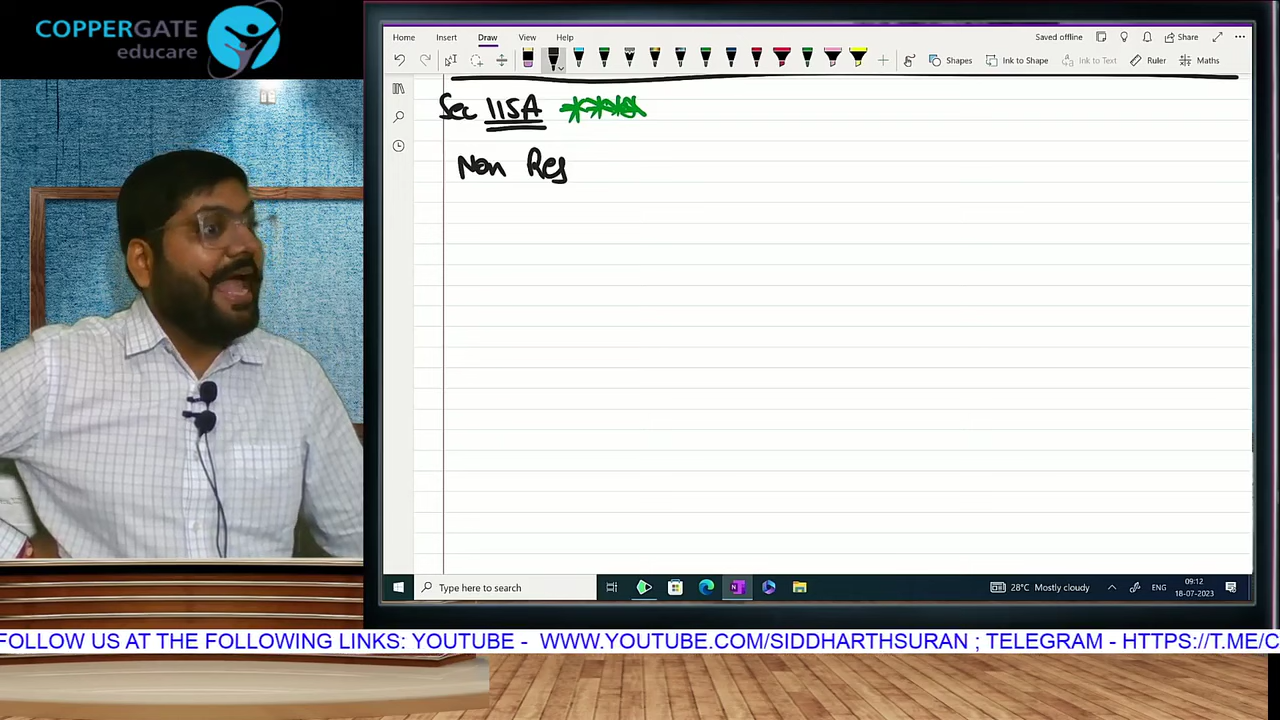 COPPERGATE
educare
Home Insert Draw View Help
Saved offline Share
Shapes Ink to Shape Ink to Text Ruler Maths
Sec 115A
Non Res
Type here to search
28°C Mostly cloudy ENG 09:12 18-07-2023
FOLLOW US AT THE FOLLOWING LINKS: YOUTUBE - WWW.YOUTUBE.COM/SIDDHARTHSURAN ; TELEGRAM - HTTPS://T.ME/C